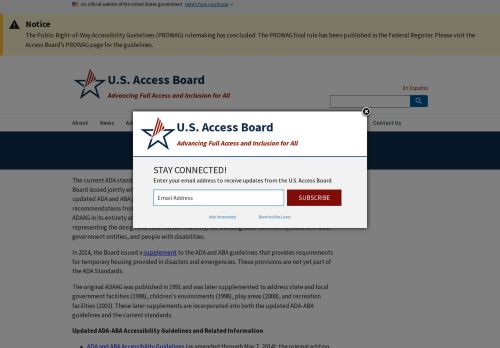 An official website of the United States government Here's how you know
Notice
The Public Right-of-Way Accessibility Guidelines (PROWAG) rulemaking has concluded. The PROWAG final rule has been published in the Federal Register. Please visit the
Access Board's PROWAG page for the guidelines.
U.S. Access Board
Advancing Full Access and Inclusion for All
En Español
About News Contact Us
U.S. Access Board
Advancing Full Access and Inclusion for All
STAY CONNECTED!
Enter your email address to receive updates from the U.S. Access Board.
Email Address SUBSCRIBE
Not Interested Remind Me Later
The current ADA stand
Board issued jointly wi
updated ADA and ABA g
recommendations from
ADAAG in its entirety an
representing the desig
government entities, and people with disabilities.
In 2014, the Board issued a supplement to the ADA and ABA guidelines that provides requirements
for temporary housing provided in disasters and emergencies. These provisions are not yet part of
the ADA Standards.
The original ADAAG was published in 1991 and was later supplemented to address state and local
government facilities (1998), children's environments (1998), play areas (2000), and recreation
facilities (2002). These later supplements are incorporated into both the updated ADA-ABA
guidelines and the current standards.
Updated ADA-ABA Accessibility Guidelines and Related Information
ADA and ABA Accessibility Guidelines (as amended through May 7, 2014): the original edition